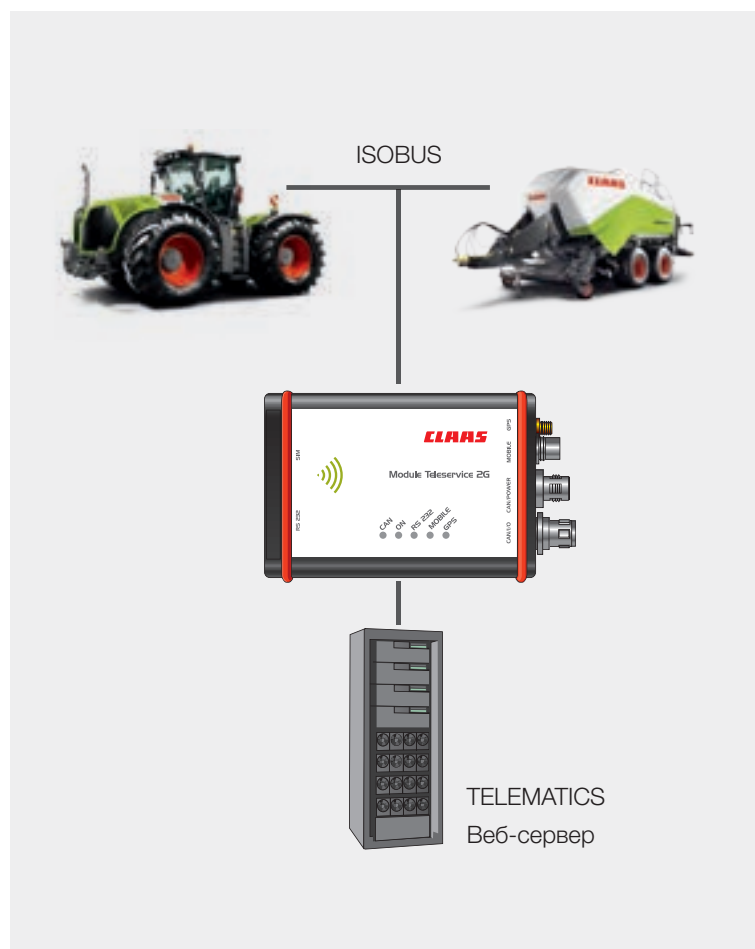 ISOBUS
CLAAS
CLAAS
Module Teleservice 2G
SIM
RS 232
CAN
ON
RS 232
MOBILE
GPS
GPS
MOBILE
CAN/POWER
CAN/I/O
TELEMATICS
Веб-сервер